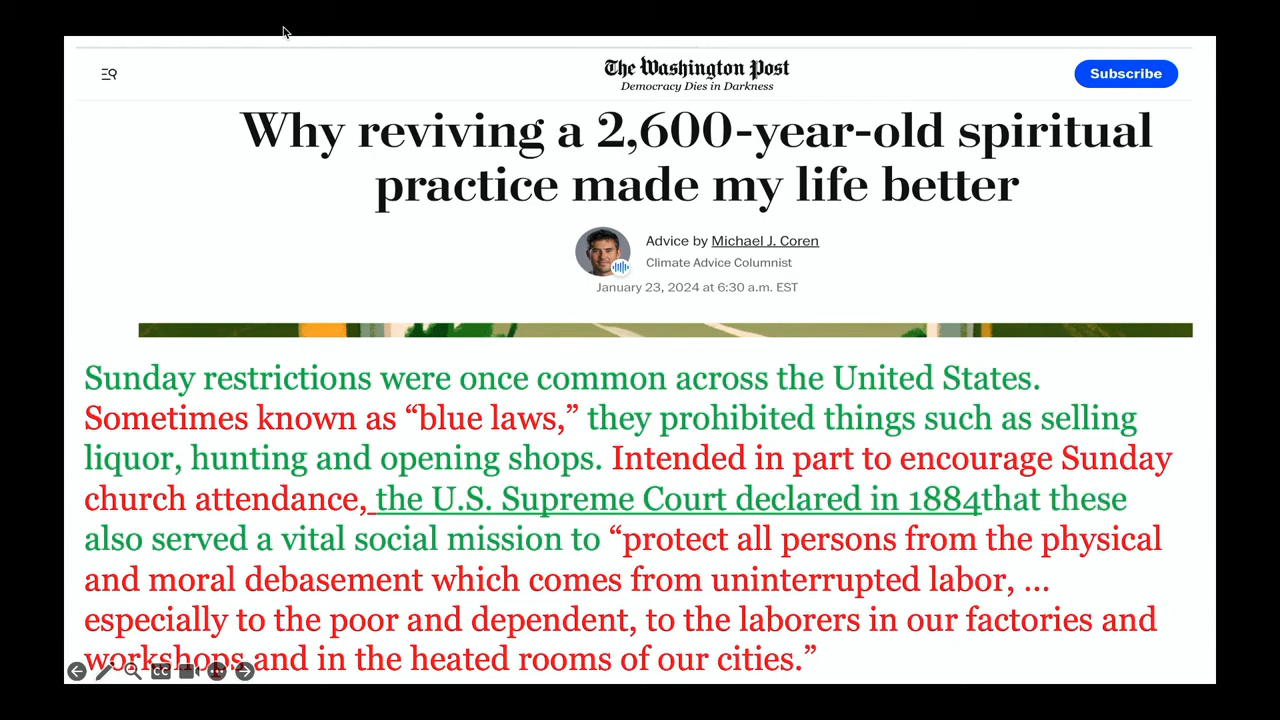 The Washington Post
Democracy Dies in Darkness
Subscribe
Why reviving a 2,600-year-old spiritual
practice made my life better
Advice by Michael J. Coren
Climate Advice Columnist
January 23, 2024 at 6:30 a.m. EST
Sunday restrictions were once common across the United States.
Sometimes known as “blue laws,” they prohibited things such as selling
liquor, hunting and opening shops. Intended in part to encourage Sunday
church attendance, the U.S. Supreme Court declared in 1884that these
also served a vital social mission to “protect all persons from the physical
and moral debasement which comes from uninterrupted labor, ...
especially to the poor and dependent, to the laborers in our factories and
workshops and in the heated rooms of our cities.”
CC